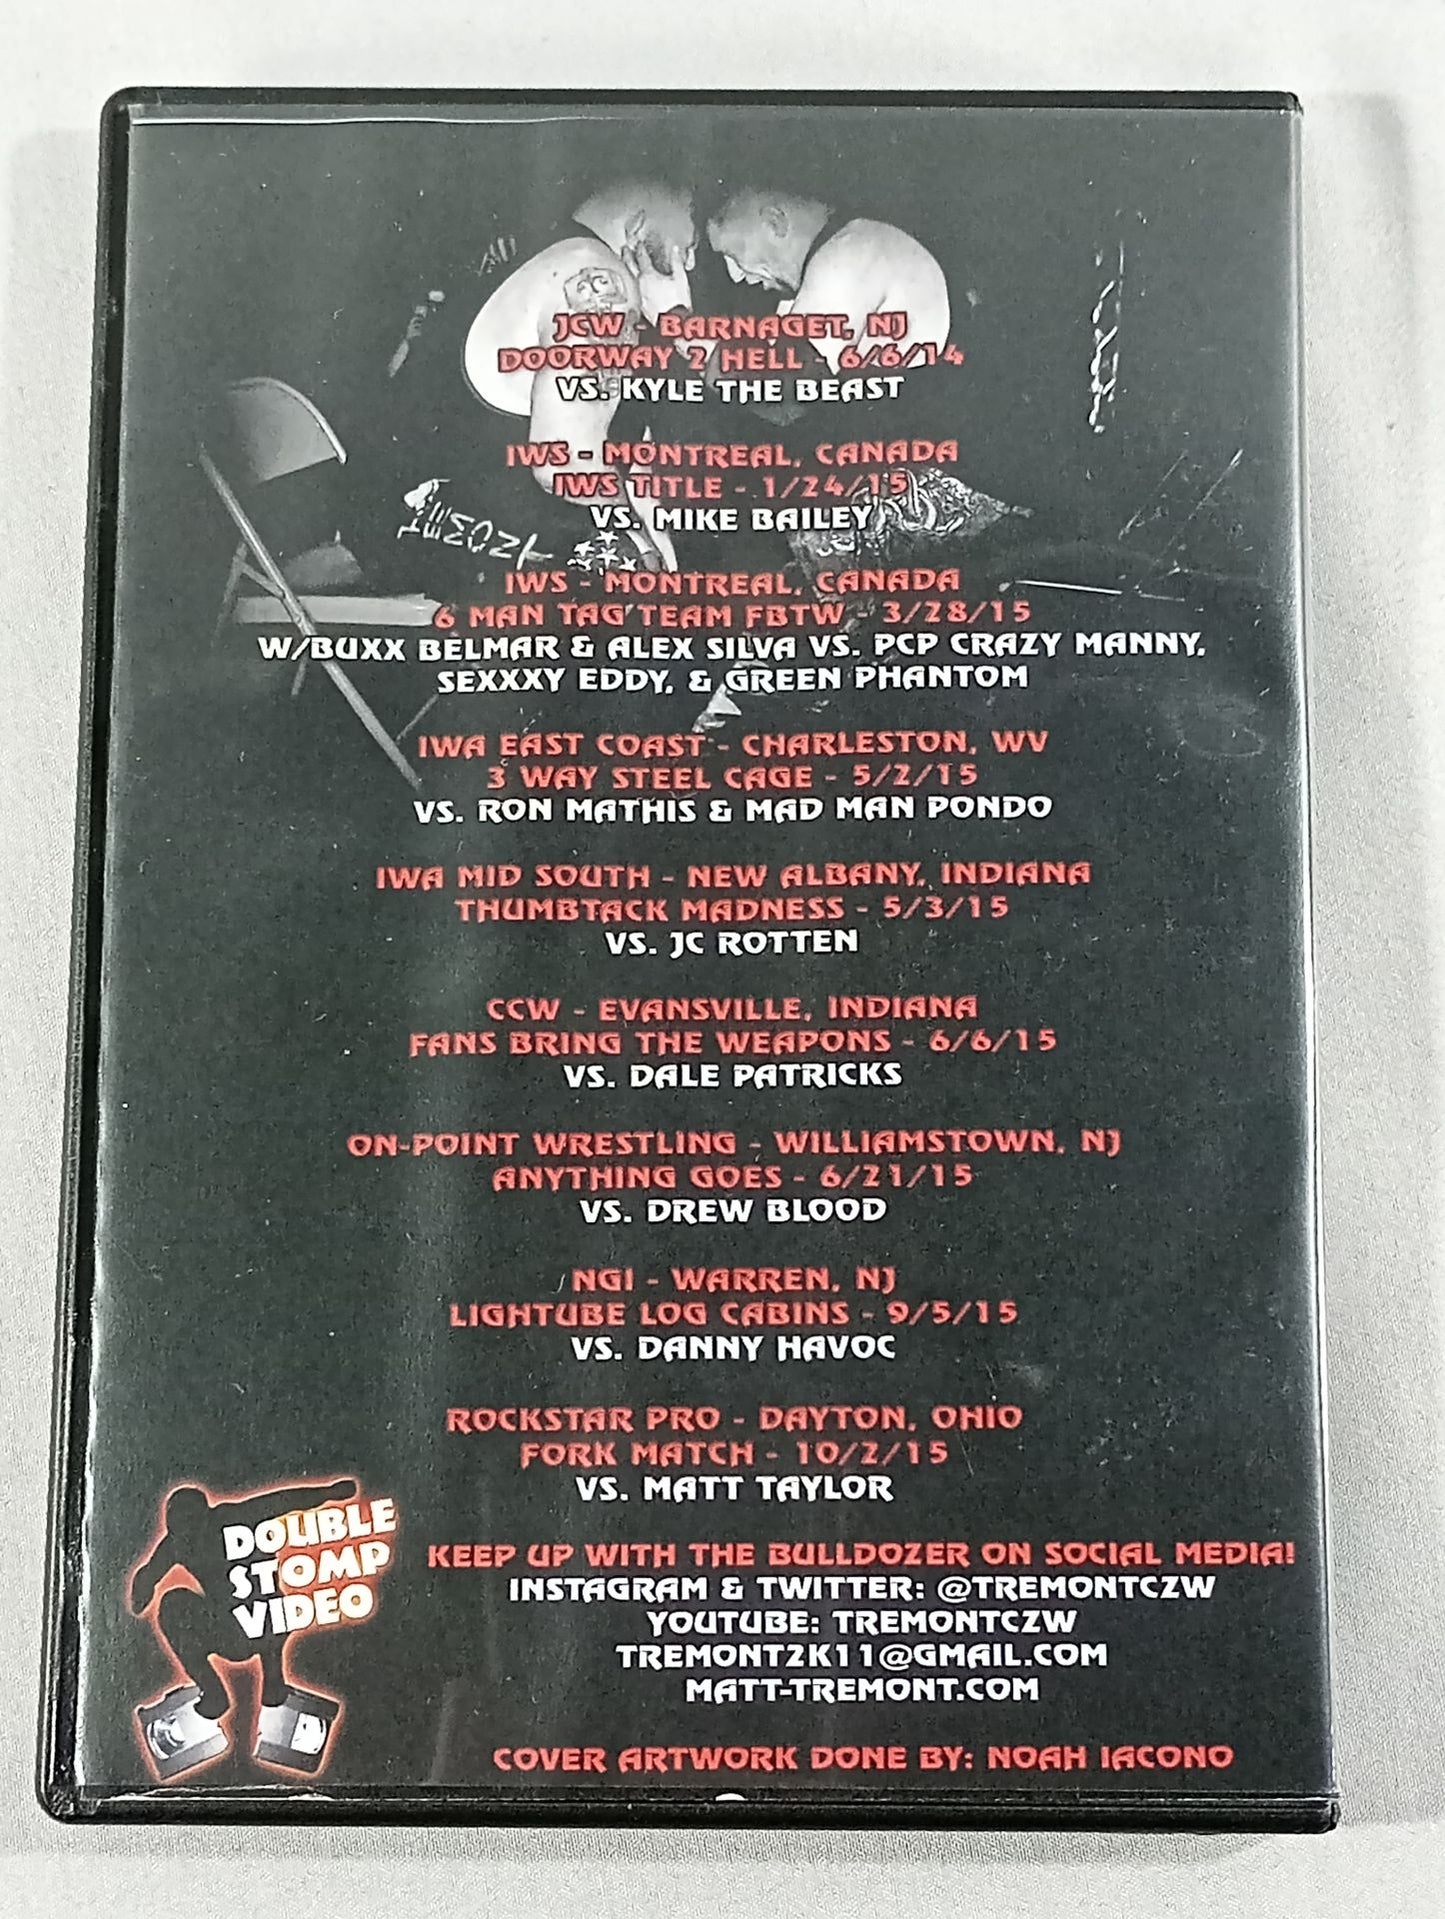 JCW - BARNAGET, NJ
DOORWAY 2 HELL - 6/6/14
VS. KYLE THE BEAST
IWS - MONTREAL, CANADA
IWS TITLE - 1/24/15
VS. MIKE BAILEY
TREMONT
IWS - MONTREAL, CANADA
6 MAN TAG TEAM FBTW - 3/28/15
W/BUXX BELMAR & ALEX SILVA VS. PCP CRAZY MANNY,
SEXXXY EDDY, & GREEN PHANTOM
IWA EAST COAST - CHARLESTON, WV
3 WAY STEEL CAGE - 5/2/15
VS. RON MATHIS & MAD MAN PONDO
IWA MID SOUTH - NEW ALBANY, INDIANA
THUMBTACK MADNESS - 5/3/15
VS. JC ROTTEN
CCW - EVANSVILLE, INDIANA
FANS BRING THE WEAPONS - 6/6/15
VS. DALE PATRICKS
ON-POINT WRESTLING - WILLIAMSTOWN, NJ
ANYTHING GOES - 6/21/15
VS. DREW BLOOD
NGI - WARREN, NJ
LIGHTUBE LOG CABINS - 9/5/15
VS. DANNY HAVOC
ROCKSTAR PRO - DAYTON, OHIO
FORK MATCH - 10/2/15
VS. MATT TAYLOR
DOUBLE
STOMP
VIDEO
KEEP UP WITH THE BULLDOZER ON SOCIAL MEDIA!
INSTAGRAM & TWITTER: @TREMONTCZW
YOUTUBE: TREMONTCZW
TREMONT2K11@GMAIL.COM
MATT-TREMONT.COM
COVER ARTWORK DONE BY: NOAH IACONO